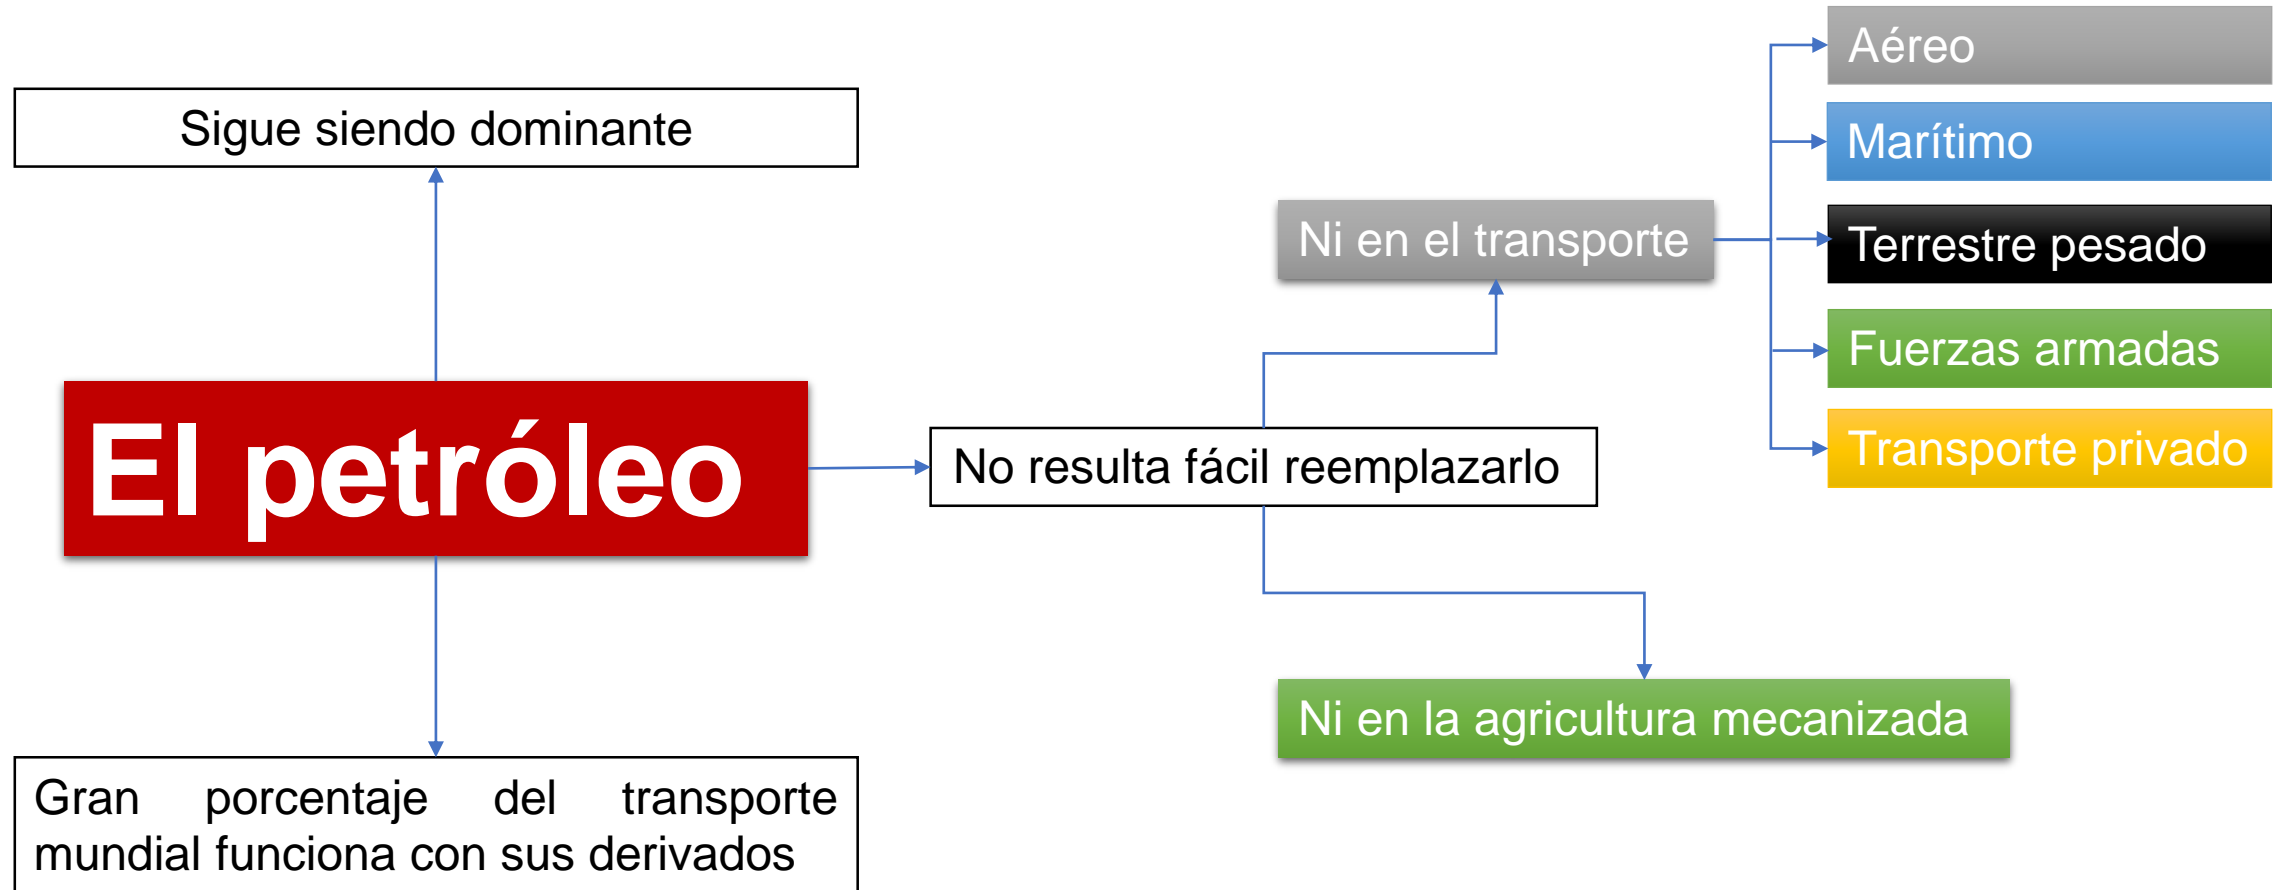 Sigue siendo dominante
El petróleo
Gran porcentaje del transporte
mundial funciona con sus derivados
No resulta fácil reemplazarlo
Ni en el transporte
Aéreo
Marítimo
Terrestre pesado
Fuerzas armadas
Transporte privado
Ni en la agricultura mecanizada